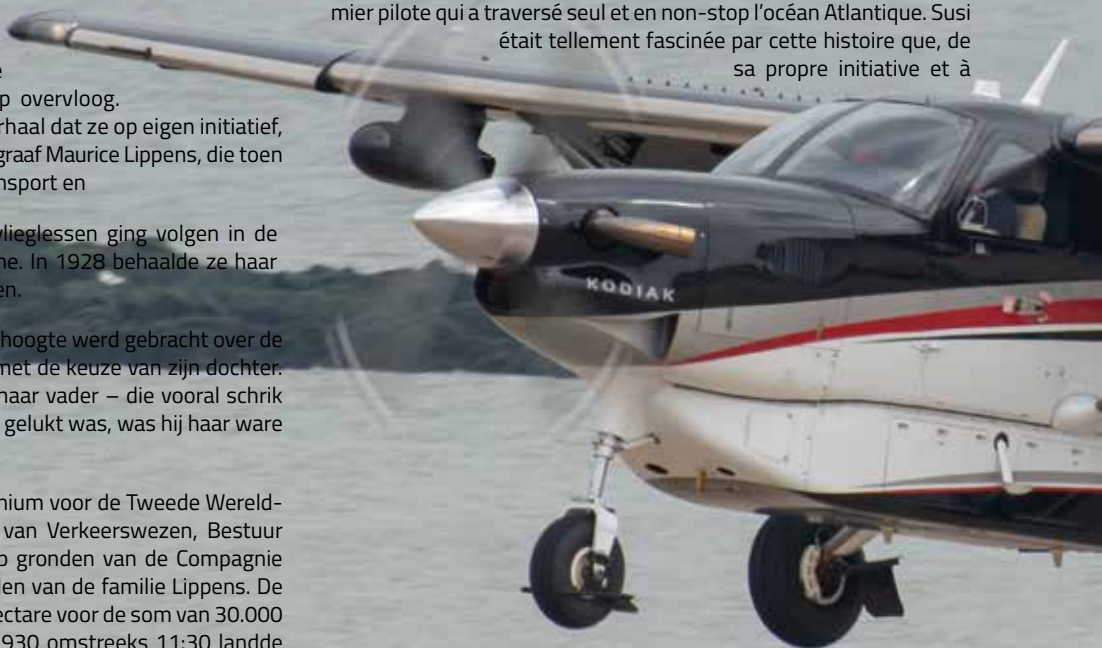 mier pilote qui a traversé seul et en non-stop l’océan Atlantique. Susi
était tellement fascinée par cette histoire que, de
sa propre initiative et à
e
p overvloog.
rhaal dat ze op eigen initiatief,
graaf Maurice Lippens, die toen
nsport en
vlieglessen ging volgen in de
ne. In 1928 behaalde ze haar
en.
hoogte werd gebracht over de
met de keuze van zijn dochter.
haar vader – die vooral schrik
gelukt was, was hij haar ware
nium voor de Tweede Wereld-
van Verkeerswezen, Bestuur
p gronden van de Compagnie
den van de familie Lippens. De
ectare voor de som van 30.000
1930 omstreeks 11:30 landde
KODIAK